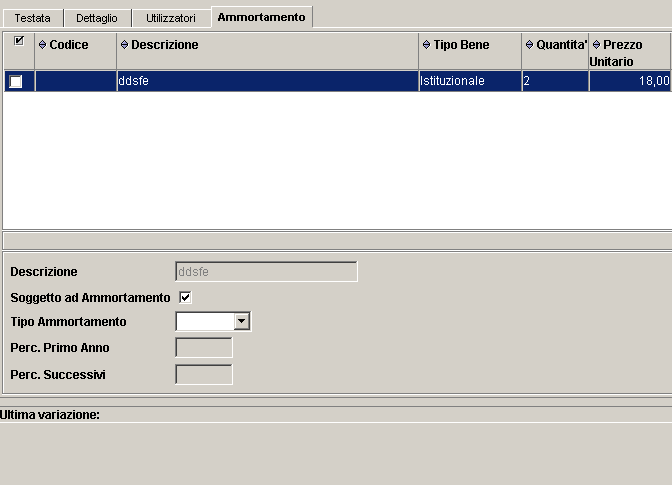 Testata Dettaglio Utilizzatori Ammortamento
Codice Descrizione Tipo Bene Quantita' Prezzo
Unitario
ddsfe Istituzionale 2 18,00
Descrizione ddsfe
Soggetto ad Ammortamento
Tipo Ammortamento
Perc. Primo Anno
Perc. Successivi
Ultima variazione: